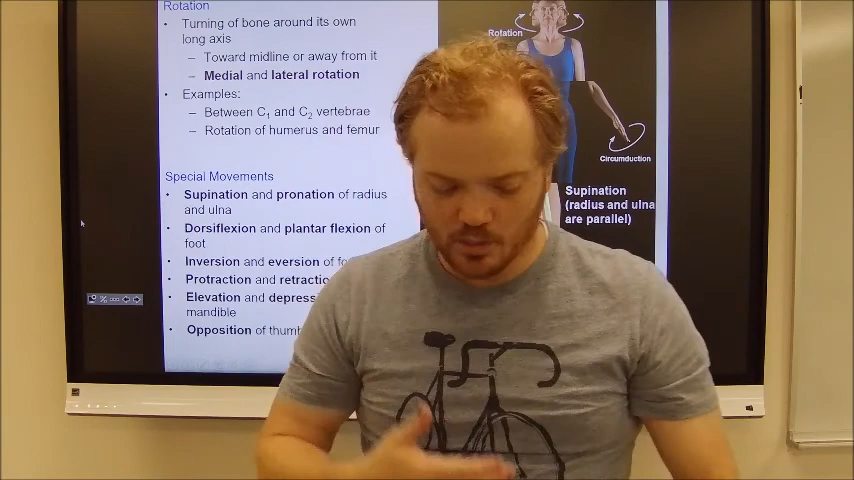 Rotation
• Turning of bone around its own
long axis
– Toward midline or away from it
– Medial and lateral rotation
• Examples:
– Between C1 and C2 vertebrae
– Rotation of humerus and femur
Special Movements
• Supination and pronation of radius
and ulna
• Dorsiflexion and plantar flexion of
foot
• Inversion and eversion of
• Protraction and
• Elevation and
mandible
• Opposition of
Rotation
Circumduction
Supination
(radius and ulna
are parallel)